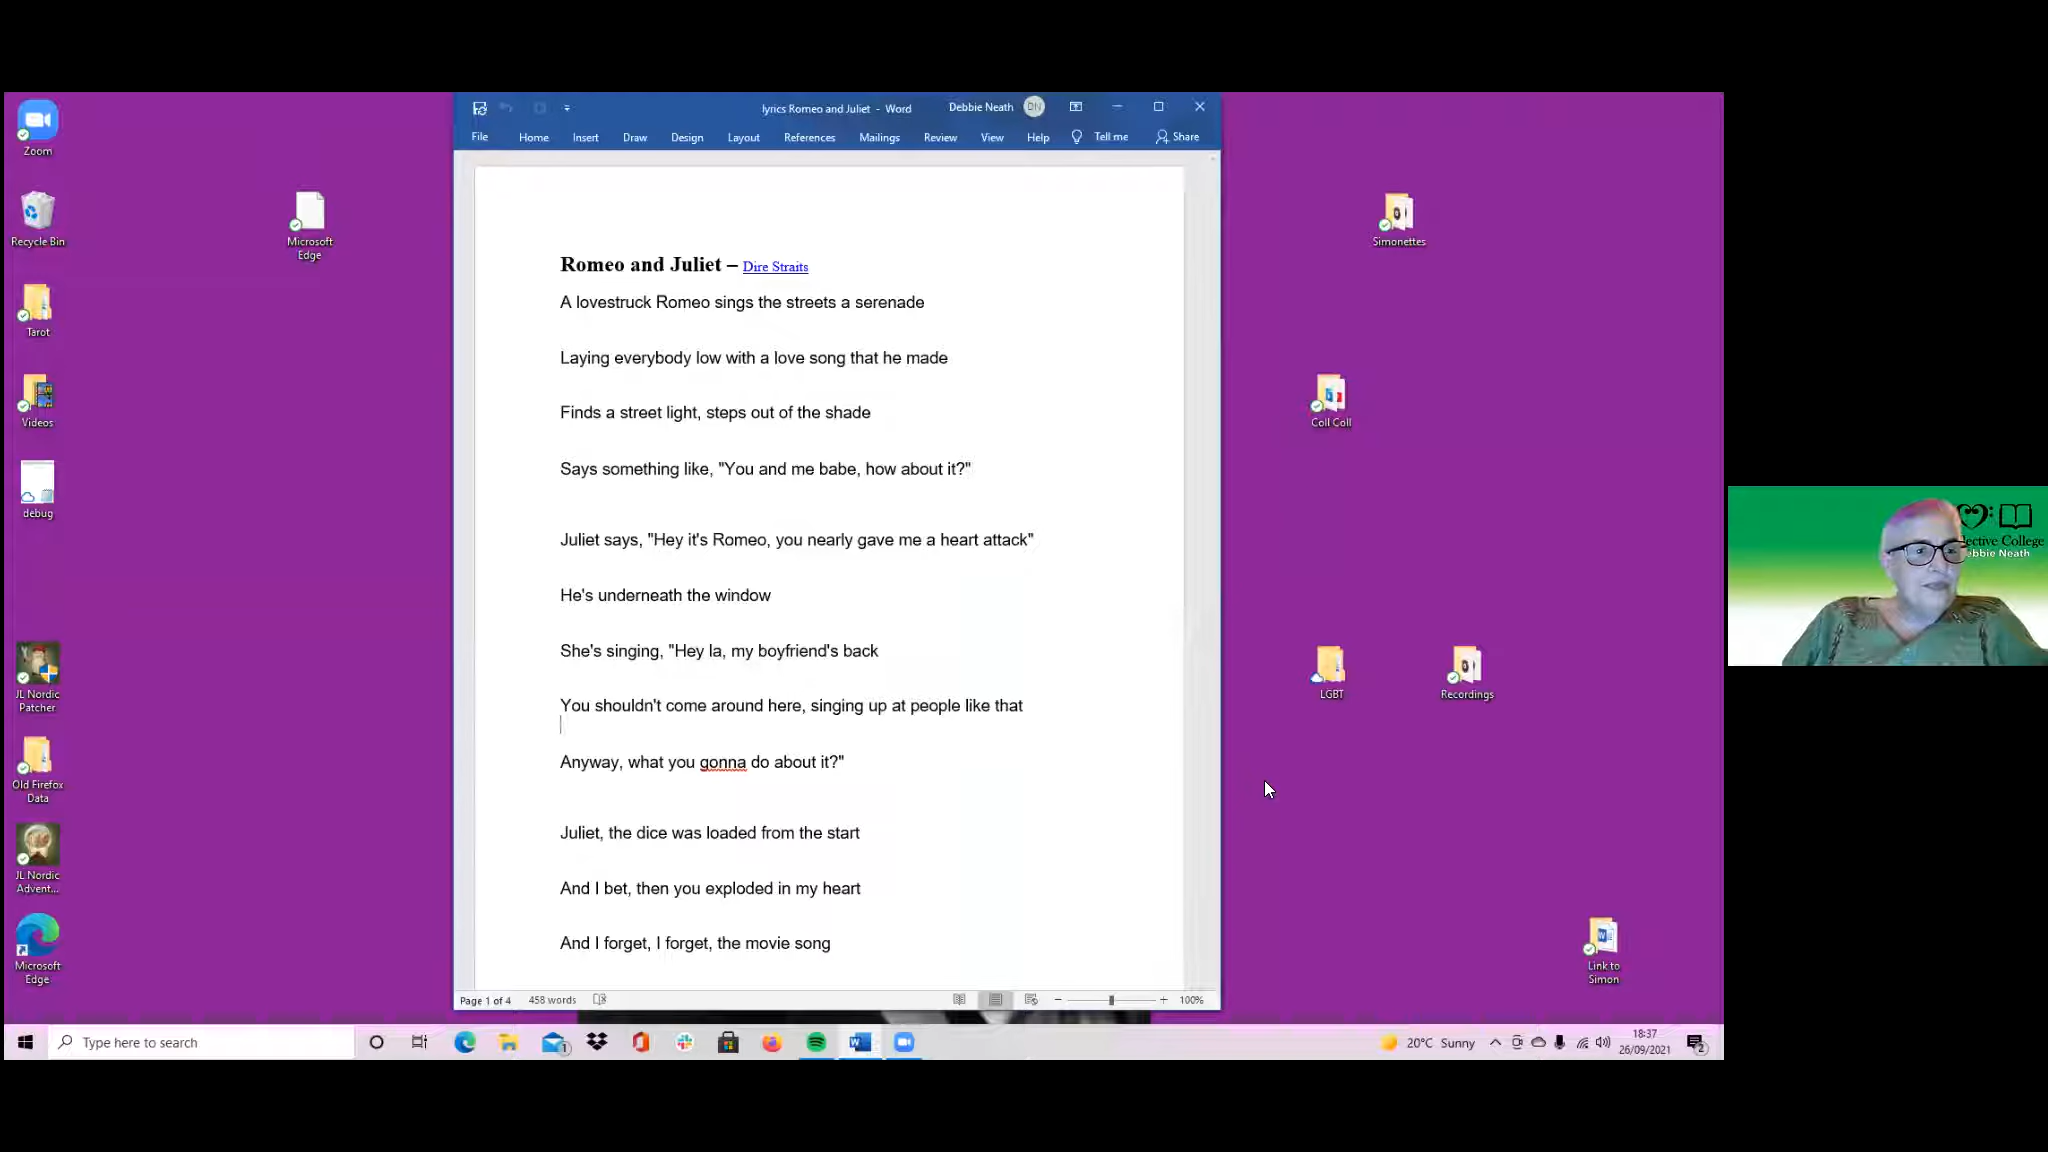 Zoom
Recycle Bin
Microsoft
Edge
Tarot
Videos
debug
JL Nordic
Patcher
Old Firefox
Data
JL Nordic
Advent...
Microsoft
Edge
lyrics Romeo and Juliet - Word
Debbie Neath
DN
File Home Insert Draw Design Layout References Mailings Review View Help Tell me Share
Romeo and Juliet – Dire Straits
A lovestruck Romeo sings the streets a serenade
Laying everybody low with a love song that he made
Finds a street light, steps out of the shade
Says something like, "You and me babe, how about it?"
Juliet says, "Hey it's Romeo, you nearly gave me a heart attack"
He's underneath the window
She's singing, "Hey la, my boyfriend's back
You shouldn't come around here, singing up at people like that
Anyway, what you gonna do about it?"
Juliet, the dice was loaded from the start
And I bet, then you exploded in my heart
And I forget, I forget, the movie song
Page 1 of 4 458 words 100%
Simonettes
Coll Coll
LGBT
Recordings
Link to
Simon
lective College
ebbie Neath
Type here to search
1
20°C Sunny
18:37
26/09/2021
2